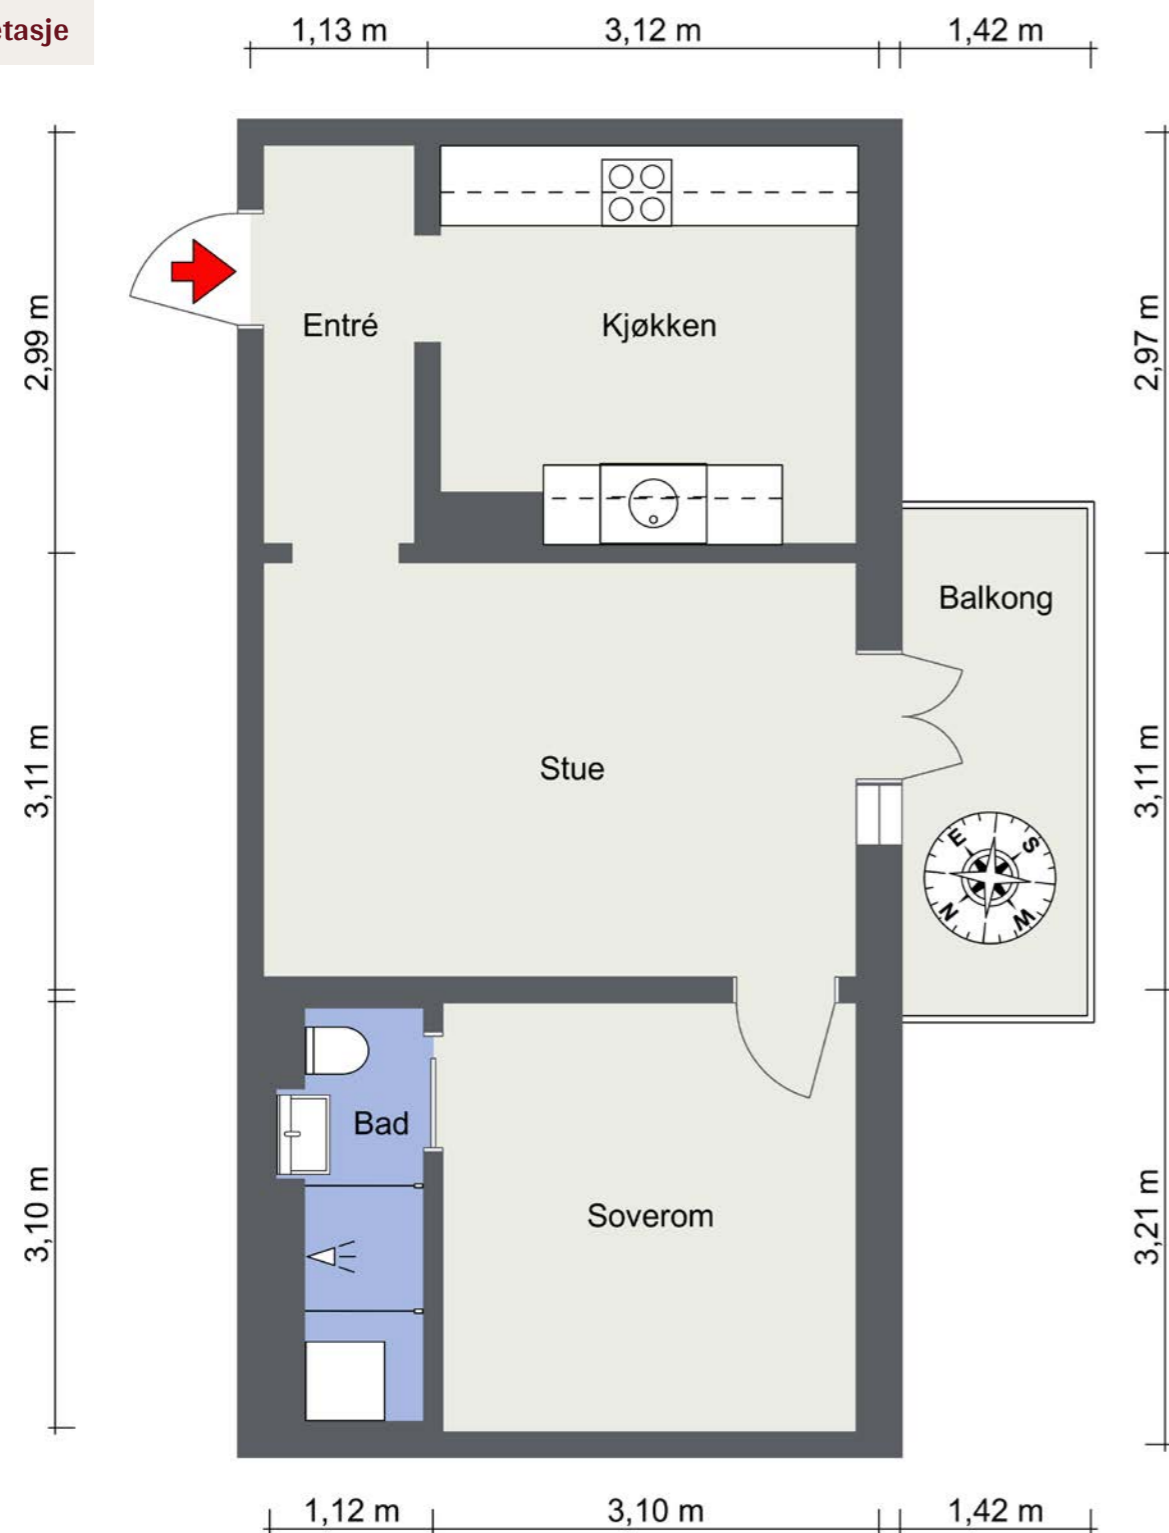 etasje
1,13 m
3,12 m
1,42 m
2,99 m
Entré
Kjøkken
2,97 m
Balkong
3,11 m
Stue
3,11 m
E
S
N
W
Bad
3,10 m
Soverom
3,21 m
1,12 m
3,10 m
1,42 m